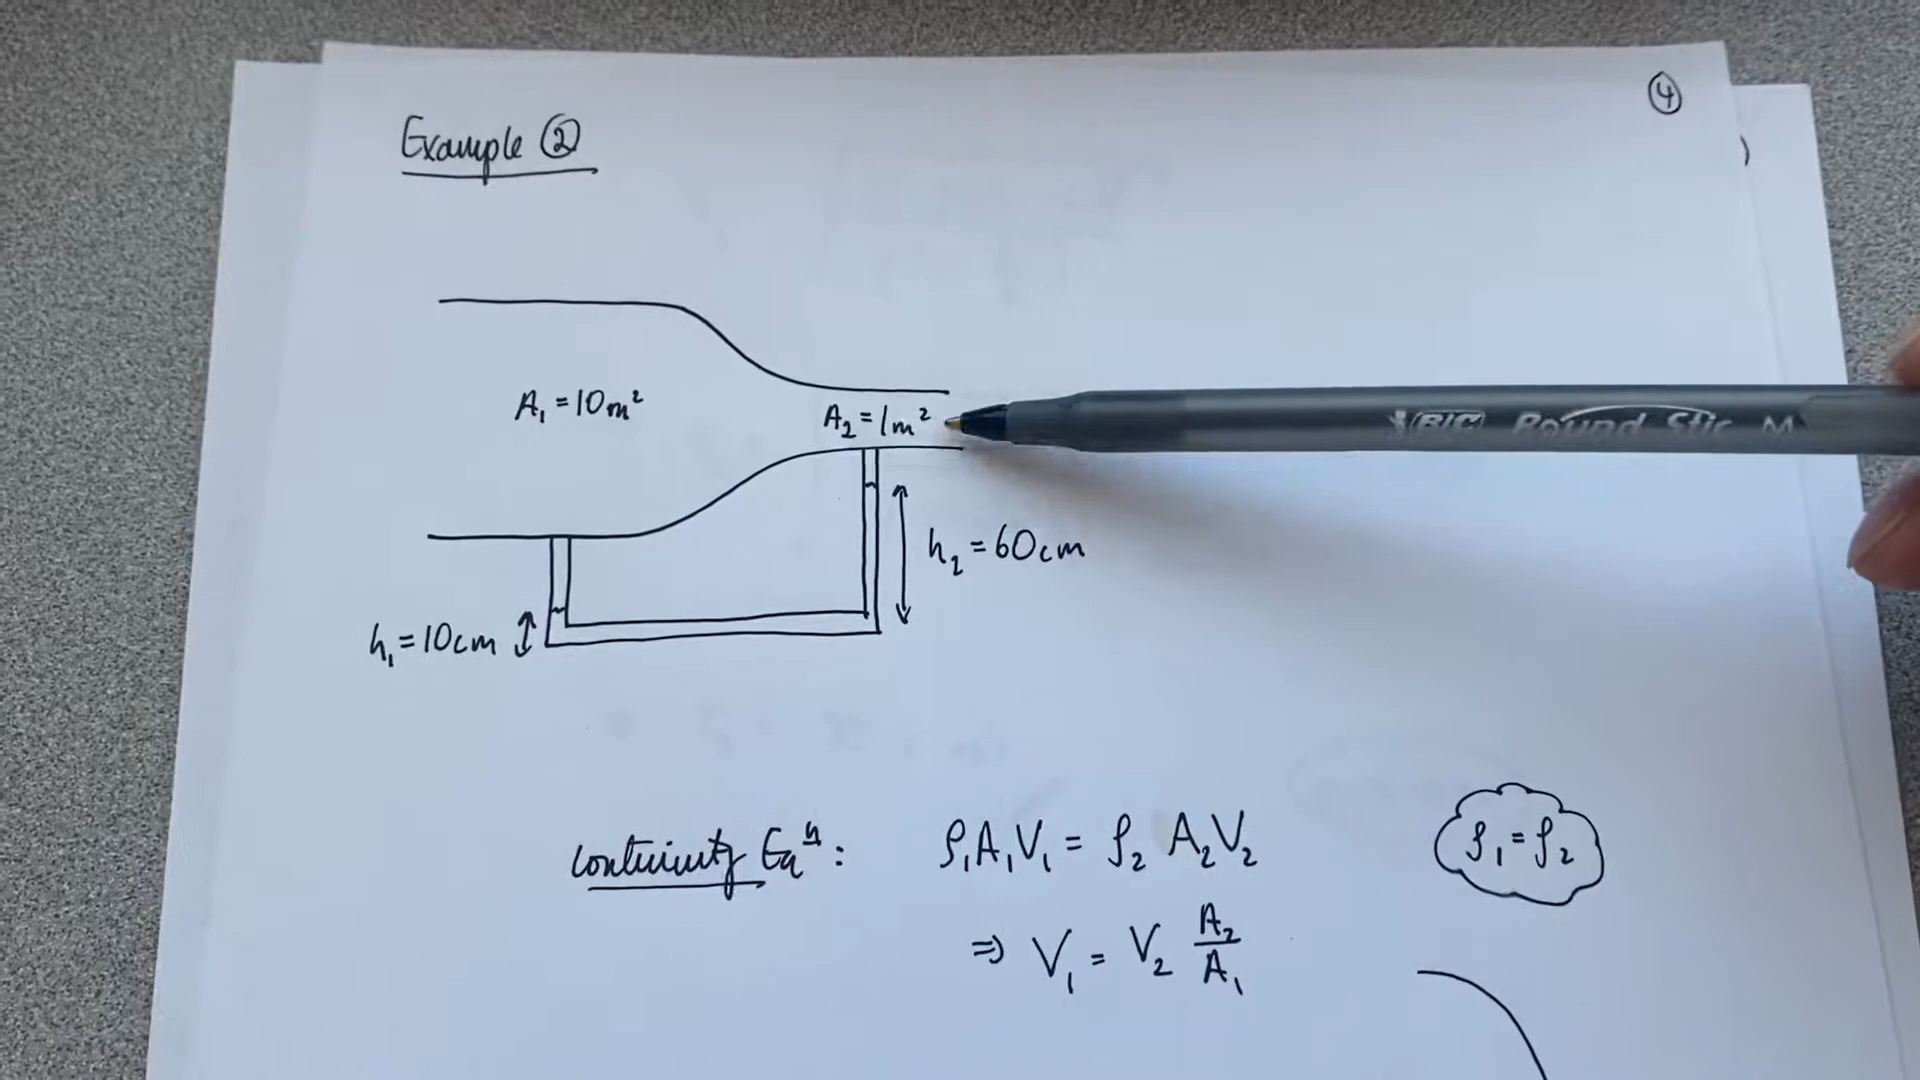 ④
Example ②
A₁ = 10m²
A₂ = 1m²
BIC Round Stic M
h₂ = 60cm
h₁ = 10cm
Continuity Eqⁿ: ρ₁A₁V₁ = ρ₂ A₂V₂
ρ₁ = ρ₂
⇒ V₁ = V₂ A₂/A₁